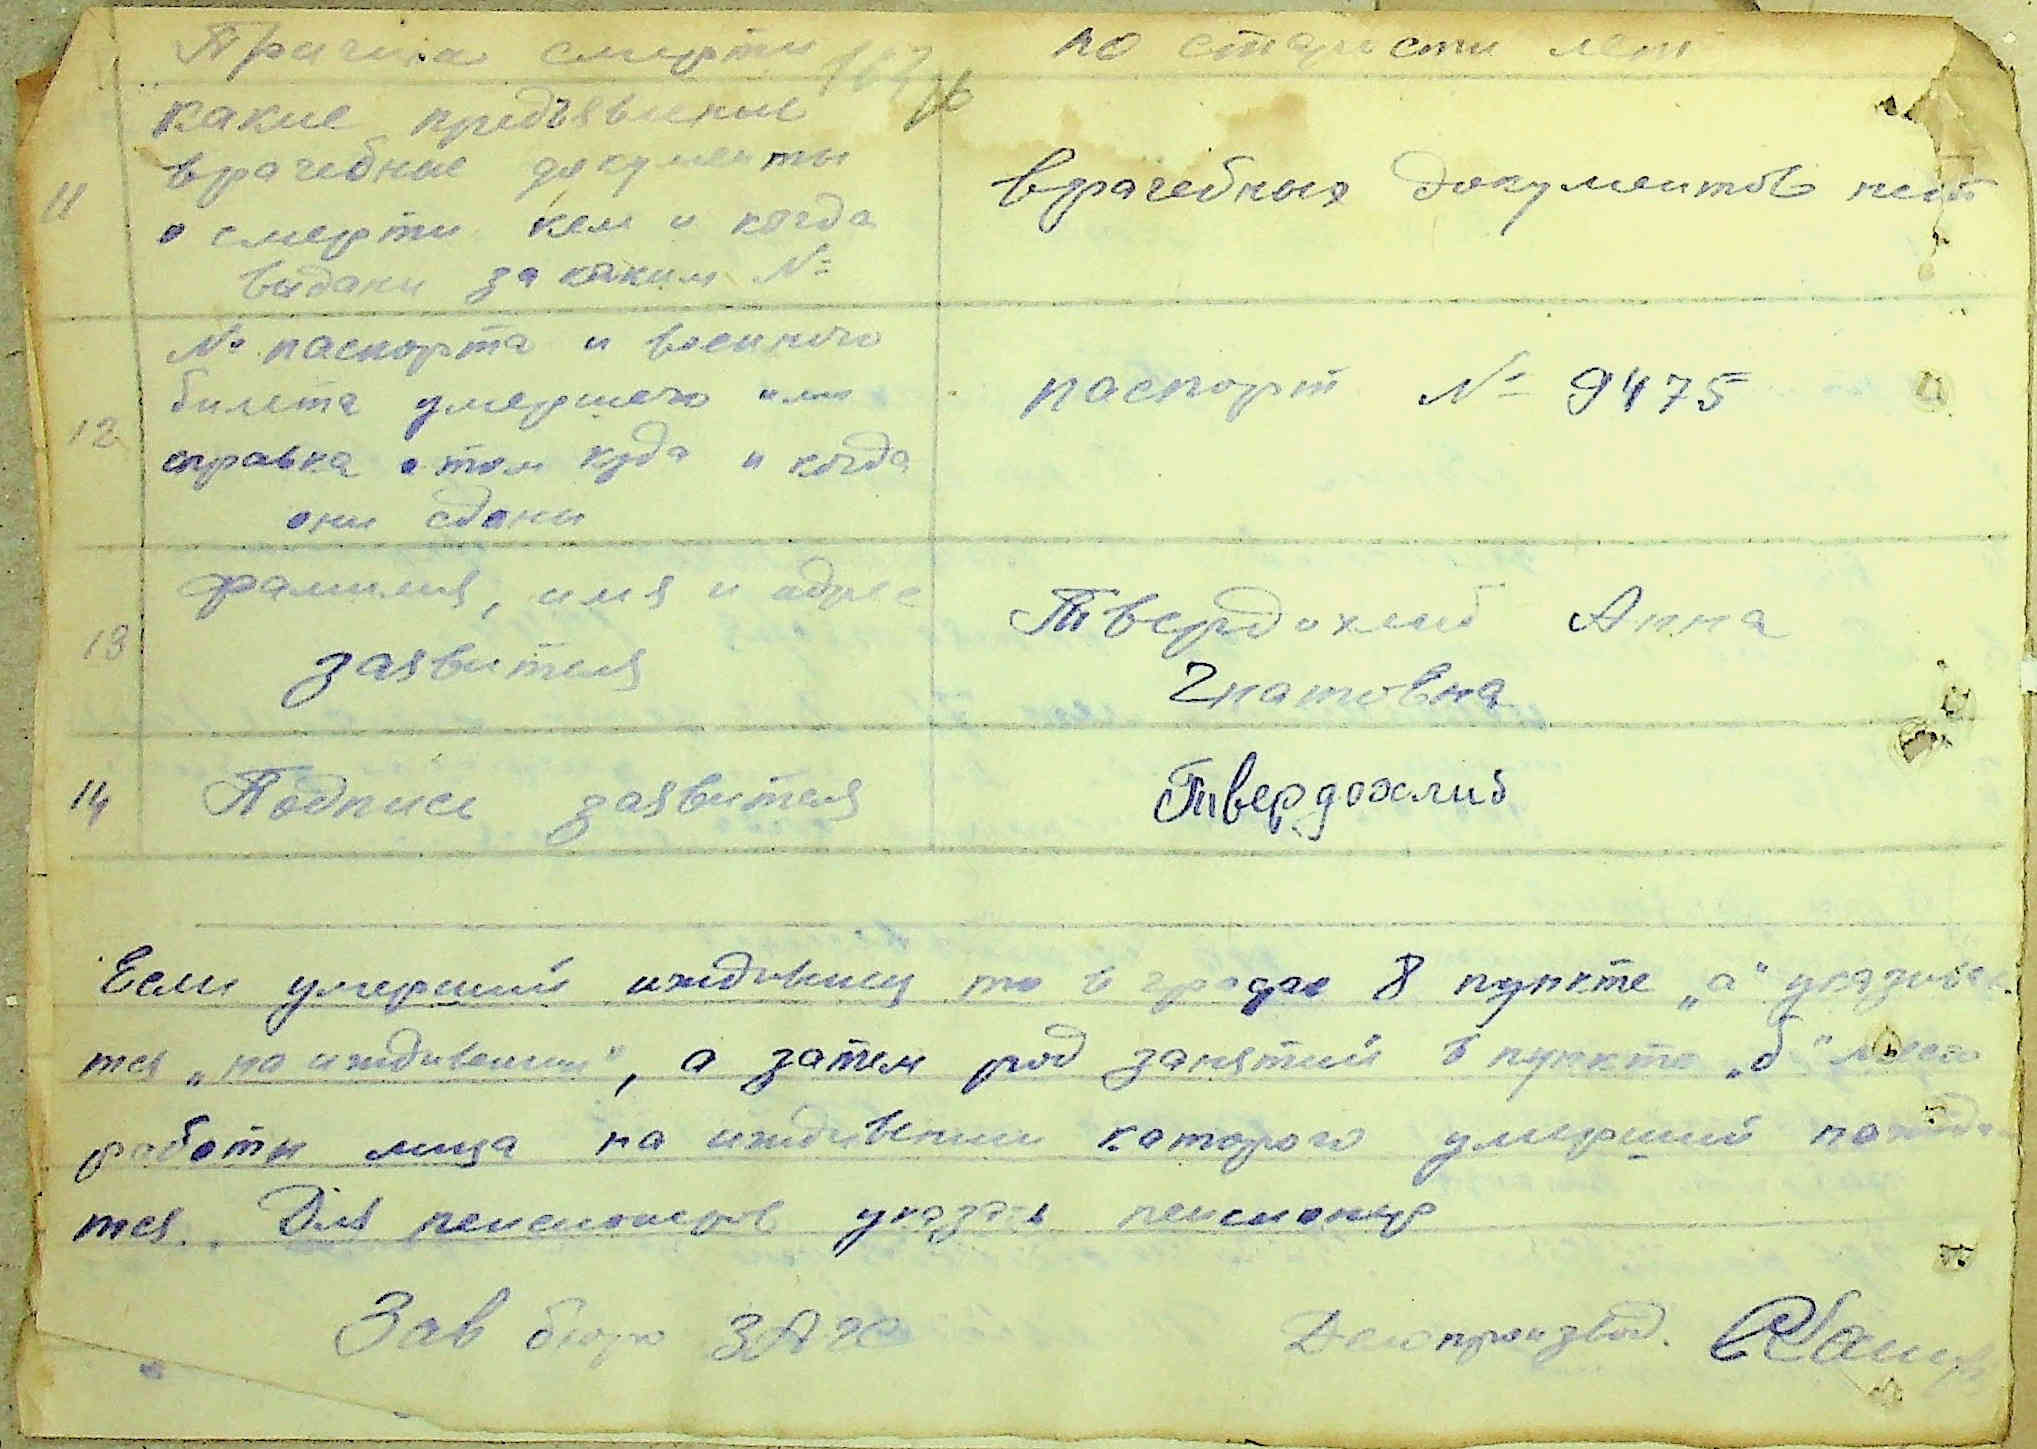 Причина смерти по старости лет
11 какие предъявлены
врачебные документы
о смерти кем и когда
выданы за каким №
врачебных документов нет
12 № паспорта и военного
билета умершего или
справка о том куда и когда
они сданы
паспорт № 9475
13 фамилия, имя и адрес
заявителя
Твердохлиб Анна
Гнатовна
14 Подпись заявителя Твердохлиб
Если умерший иждивенец то в графе 8 пункте „а“ указывае-
тся „на иждивении“, а затем род занятий в пункте „б“ место
работы лица на иждивении каторого умерший
тся. Для пенсионеров указать пенсионер
Зав бюро ЗАГС Делопроизвод.